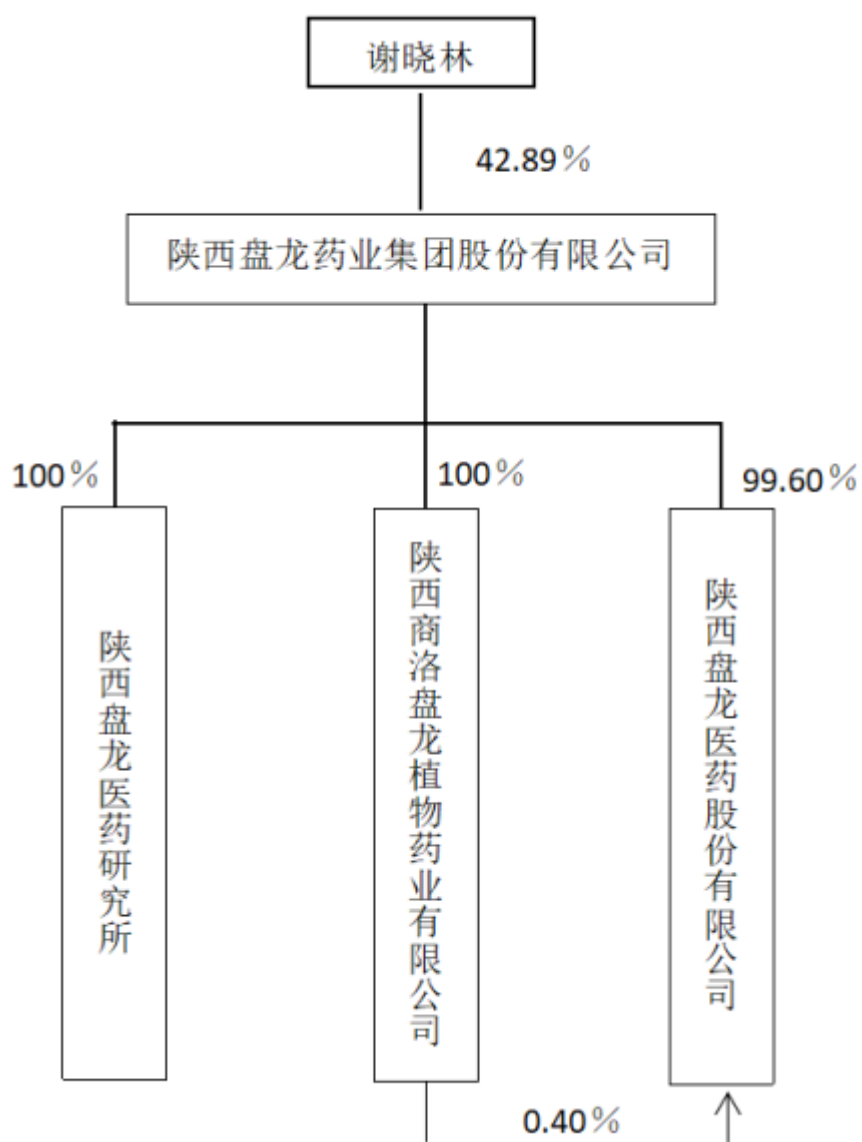 谢晓林
42.89%
陕西盘龙药业集团股份有限公司
100%
100%
99.60%
陕西盘龙医药研究所
陕西商洛盘龙植物药业有限公司
陕西盘龙医药股份有限公司
0.40%